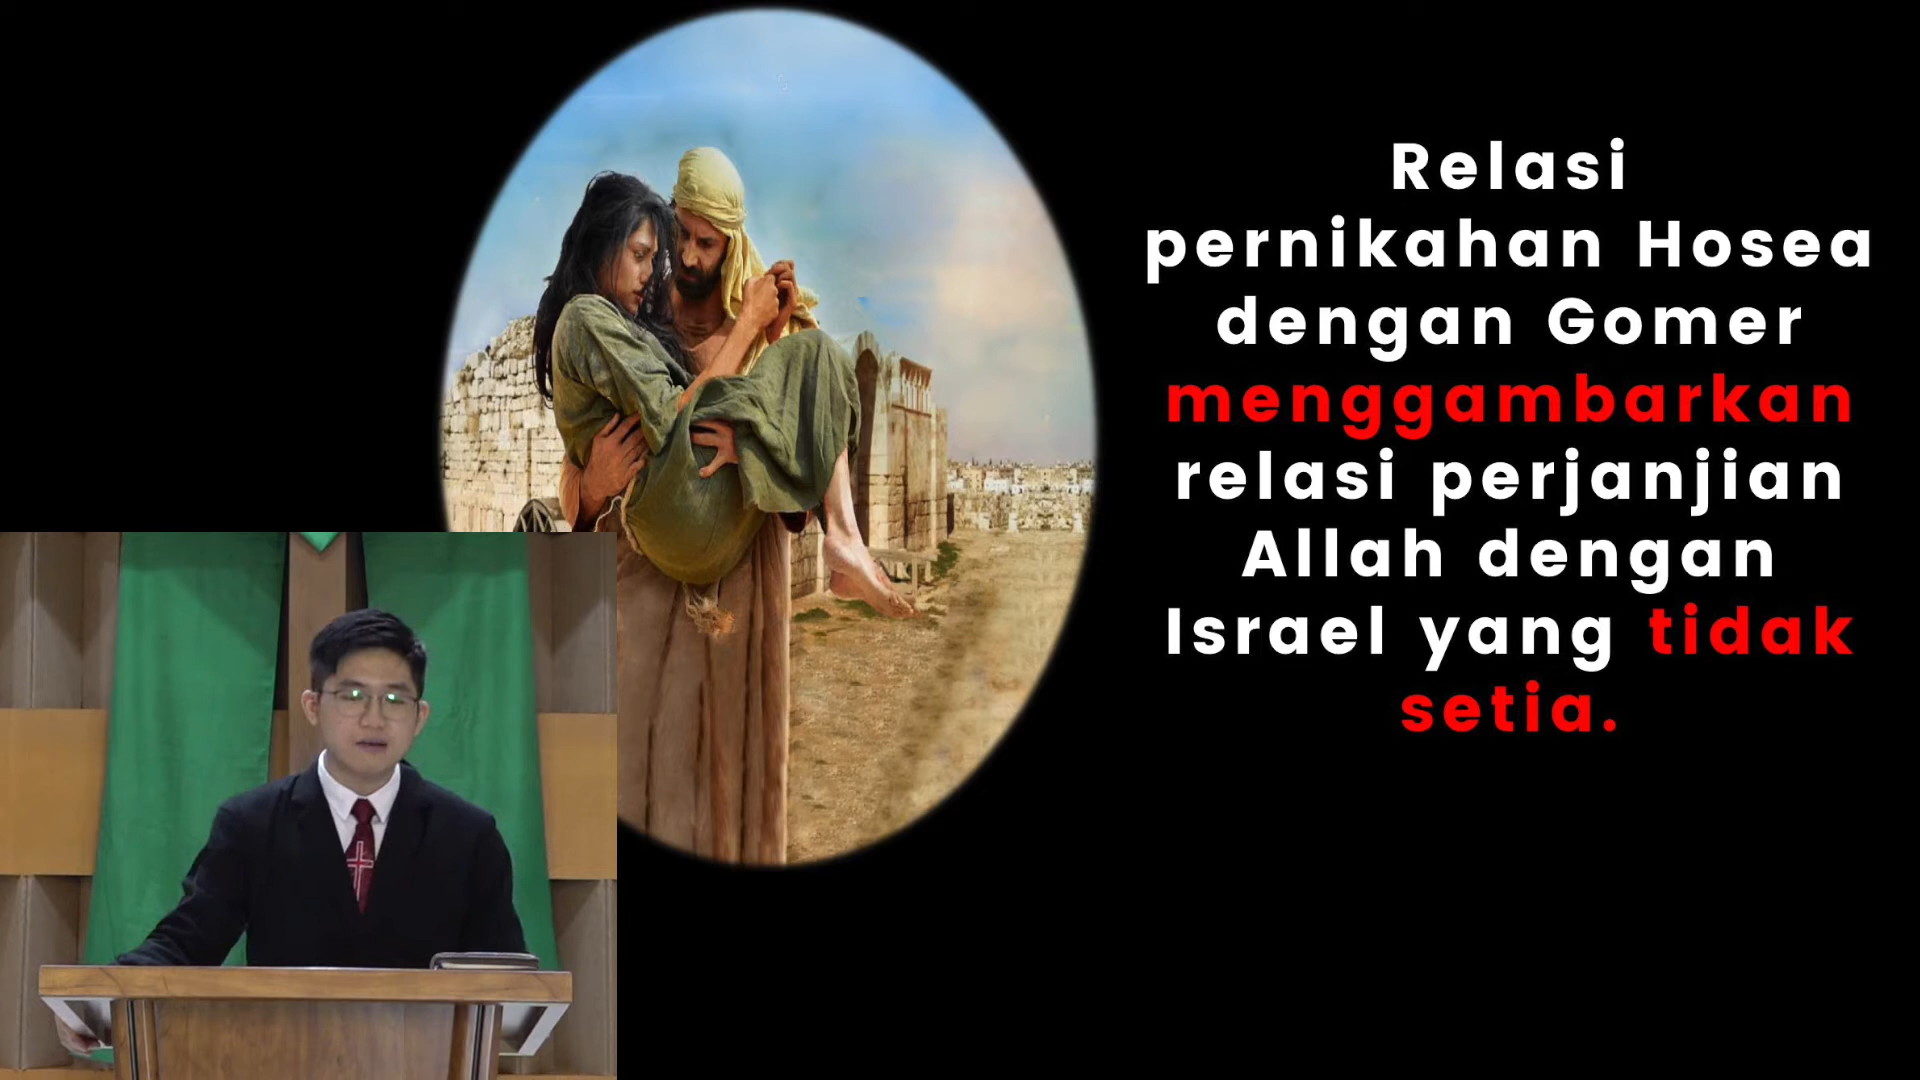 Relasi
pernikahan Hosea
dengan Gomer
menggambarkan
relasi perjanjian
Allah dengan
Israel yang tidak
setia.